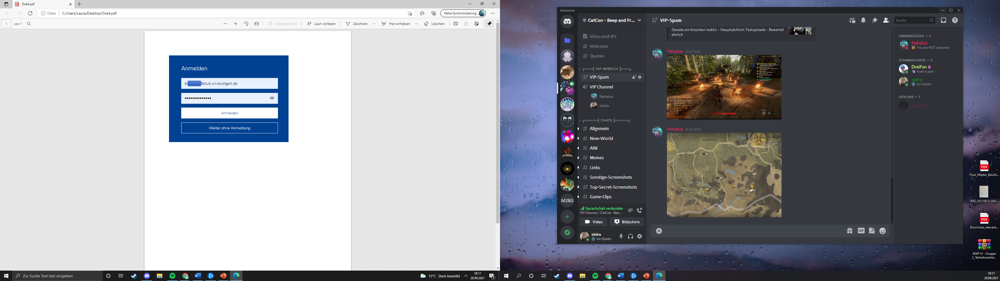 Dok4.pdf
Datei
C:/Users/Laura/Desktop/Dok4.pdf
Keine Synchronisierung
1 von 1
Seitenansicht
Laut vorlesen
Zeichnen
Hervorheben
Löschen
Anmelden
st @stud.uni-stuttgart.de
••••••••••••••
Anmelden
Weiter ohne Anmeldung
Zur Suche Text hier eingeben
15°C Stark bewölkt
18:17
20.09.2021
Discord
M2BG
CatCon - Beep and Fr...
Infos-und-IPs
Welcome
Quotes
VIP-BEREICH
VIP-Spam
VIP Channel
Nekatus
xlolra
CHATS
Allgemein
New-World
ARK
Memes
Links
Sonstige-Screenshots
Top-Secret-Screenshots
Game-Clips
Sprachchat verbunden
VIP Channel / CatCon - Bee...
Video
Bildschirm
xlolra
Ice Queen
VIP-Spam
Suche
Gerade ein bisschen inaktiv - Hauptsächlich Testuploads - Bewertet
ehrlich
Nekatus 21.07.2021
Nekatus 21.07.2021
GIF
OBERMÄÄÄÄH — 1
Nekatus
You are NOT prepared
STAMMSCHAFE — 2
DreiFxn
math is pain
xlolra
Ice Queen
OFFLINE — 1
stefm90
PDF
Flyer_Master_Berufs...
IMG-20210815-WA...
PDF
Broschüre_relevant...
BWP IV - Gruppe
2_Teilnehmerlist...
18:17
20.09.2021